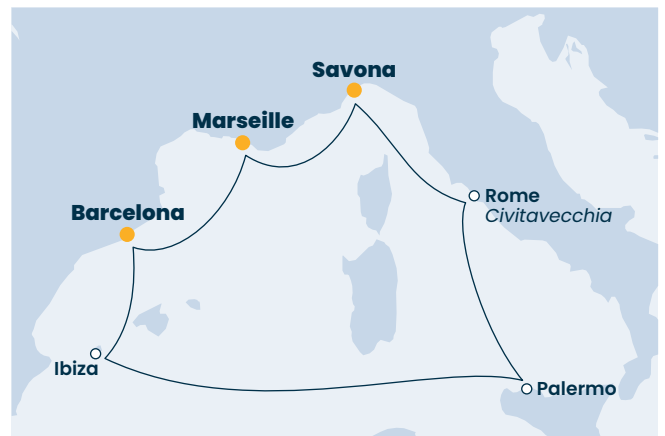 Savona
Marseille
Barcelona
Rome
Civitavecchia
Ibiza
Palermo